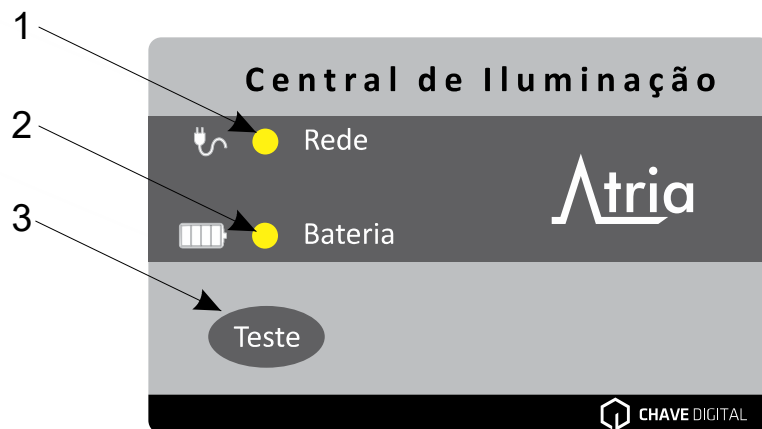 1
Central de Iluminação
2
Rede
Atria
3
Bateria
Teste
CHAVE DIGITAL